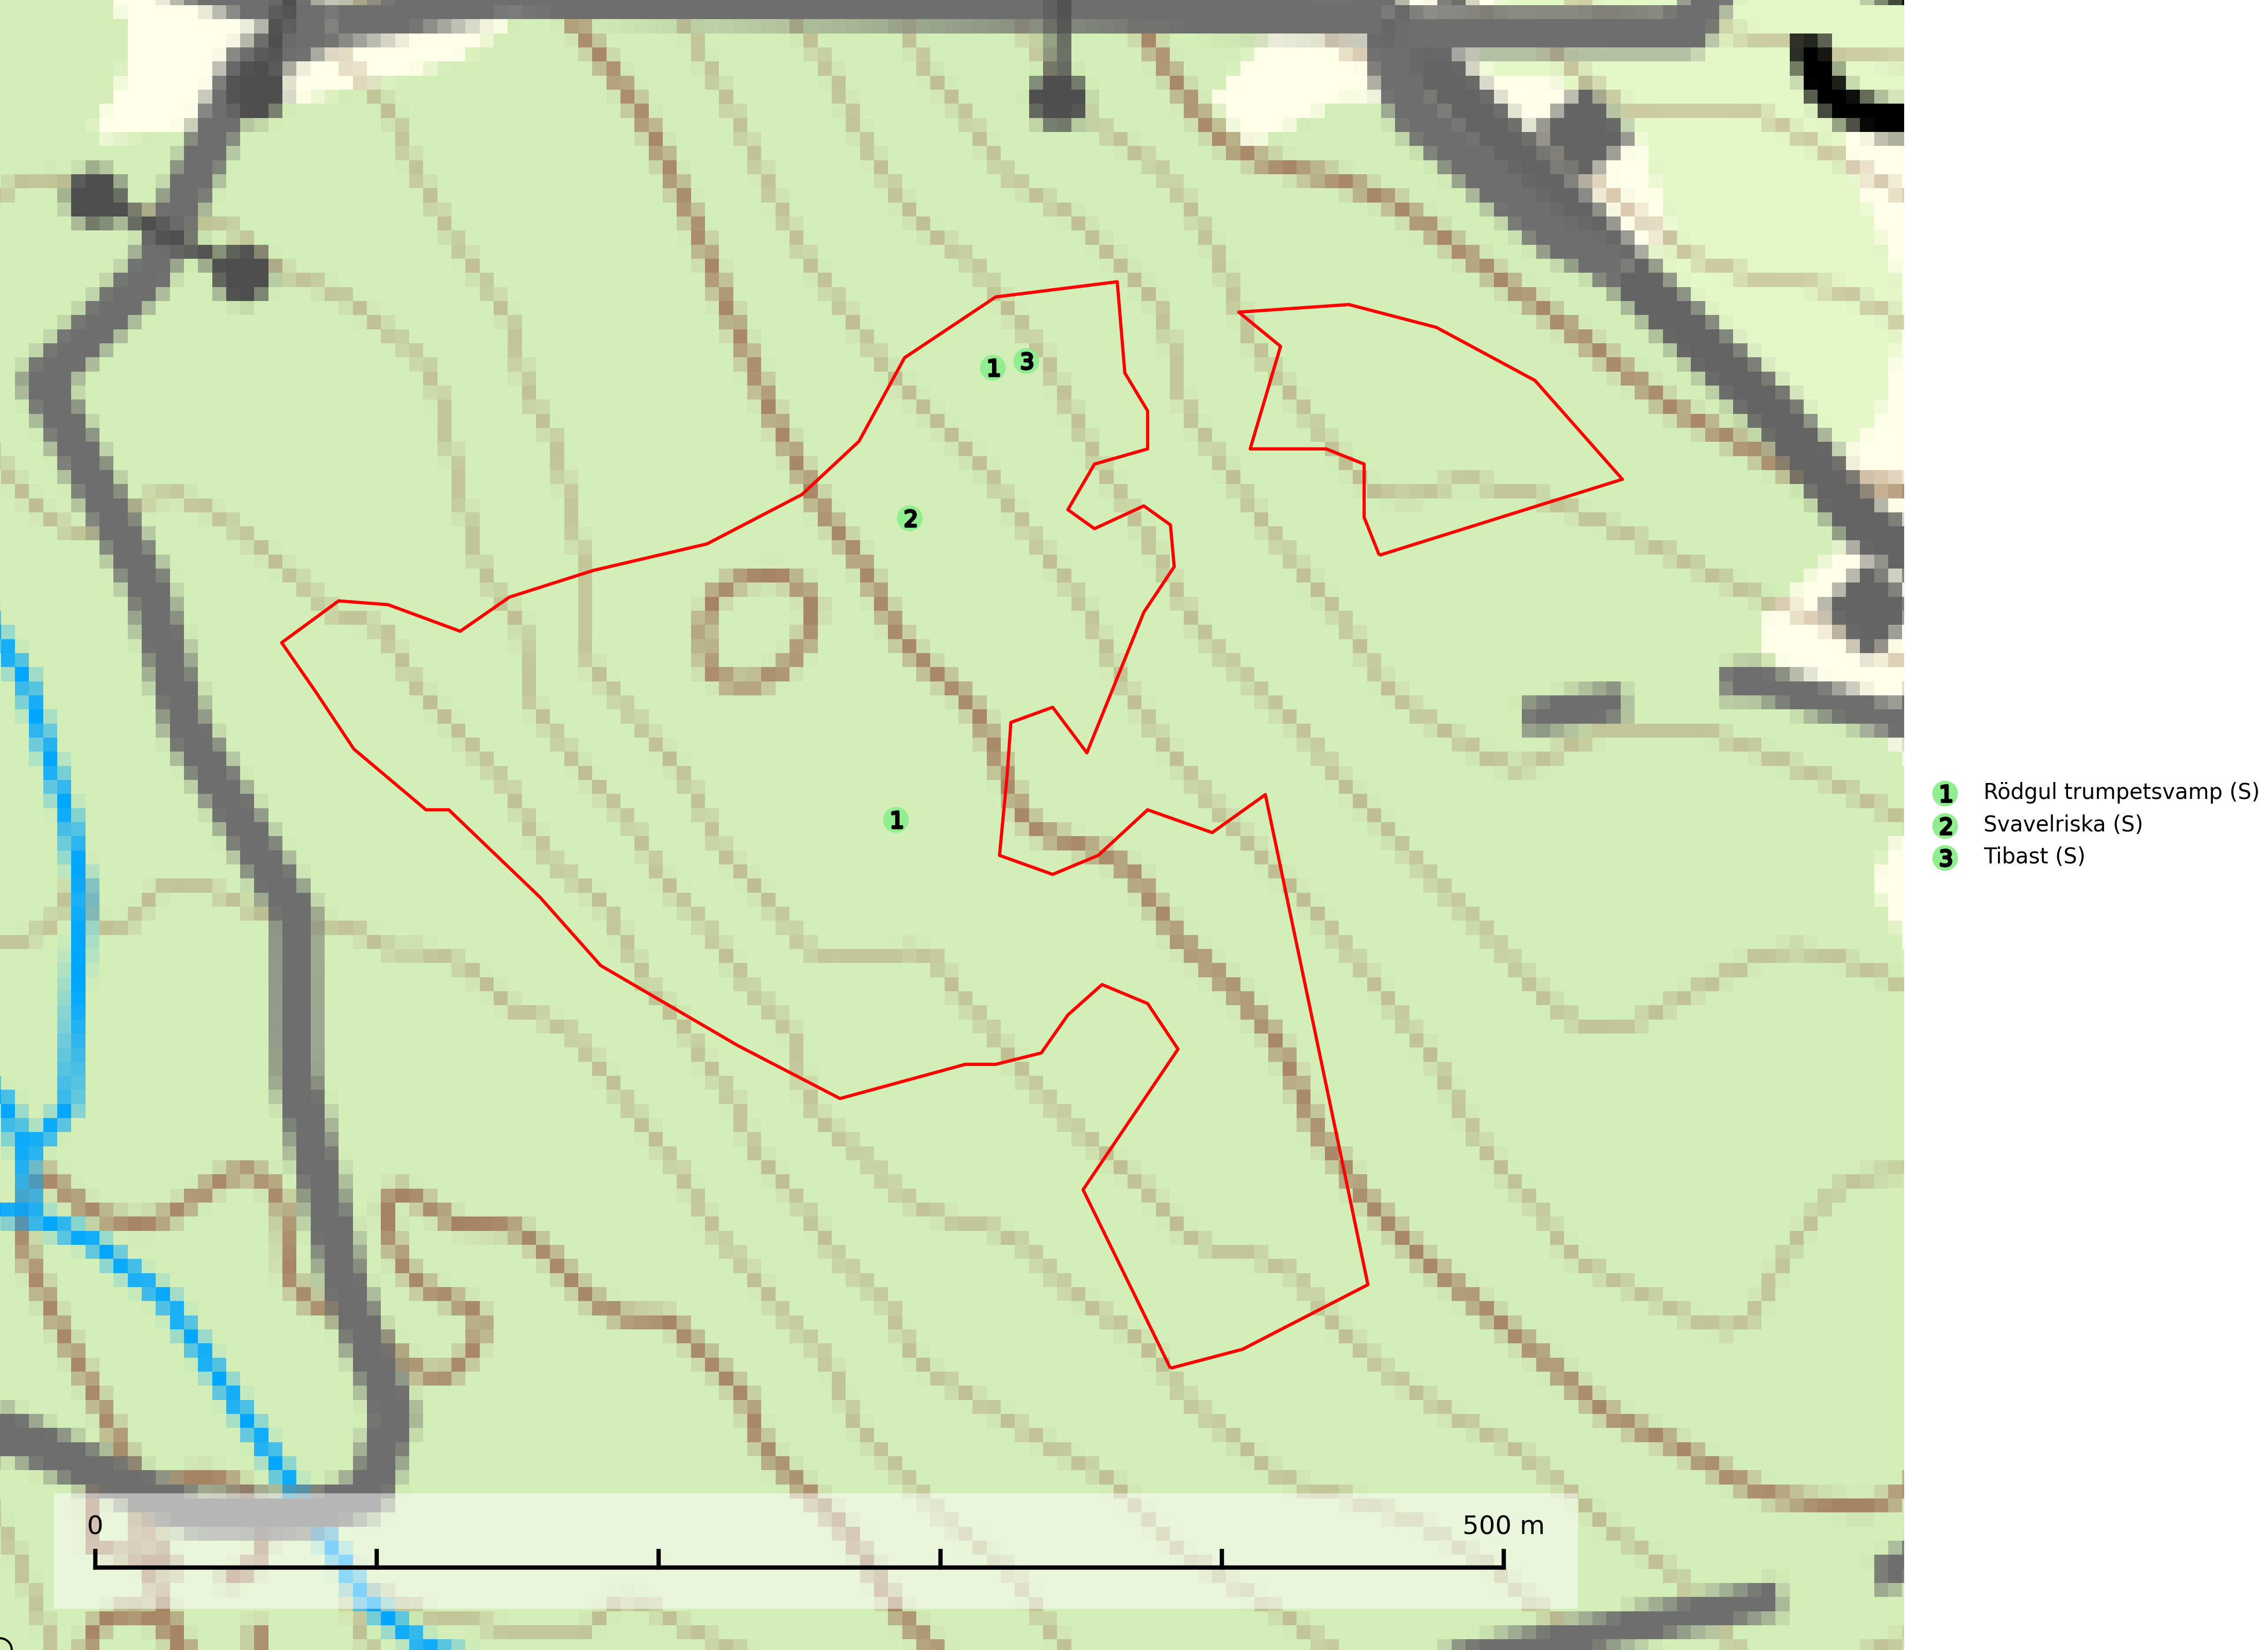 1 3
2
1
1 Rödgul trumpetsvamp (S)
2 Svavelriska (S)
3 Tibast (S)
0 500 m